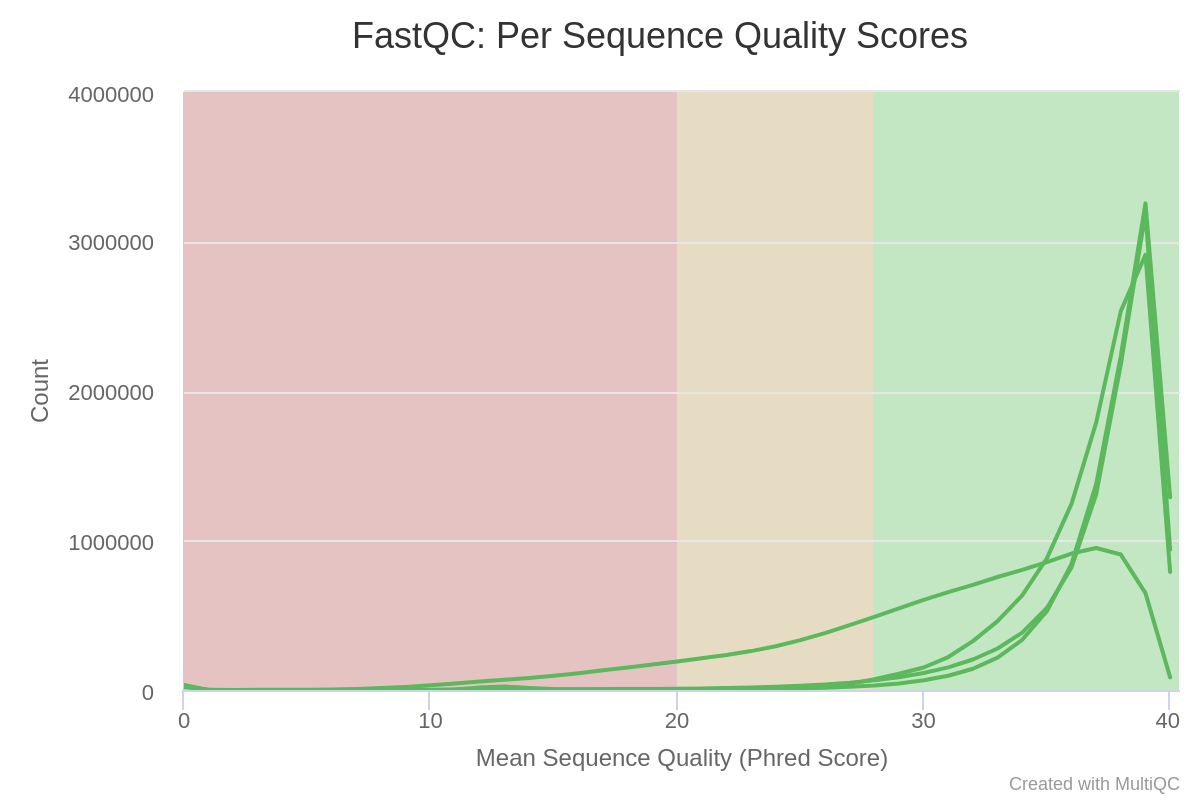 FastQC: Per Sequence Quality Scores
4000000
3000000
2000000
1000000
0
Count
0 10 20 30 40
Mean Sequence Quality (Phred Score)
Created with MultiQC